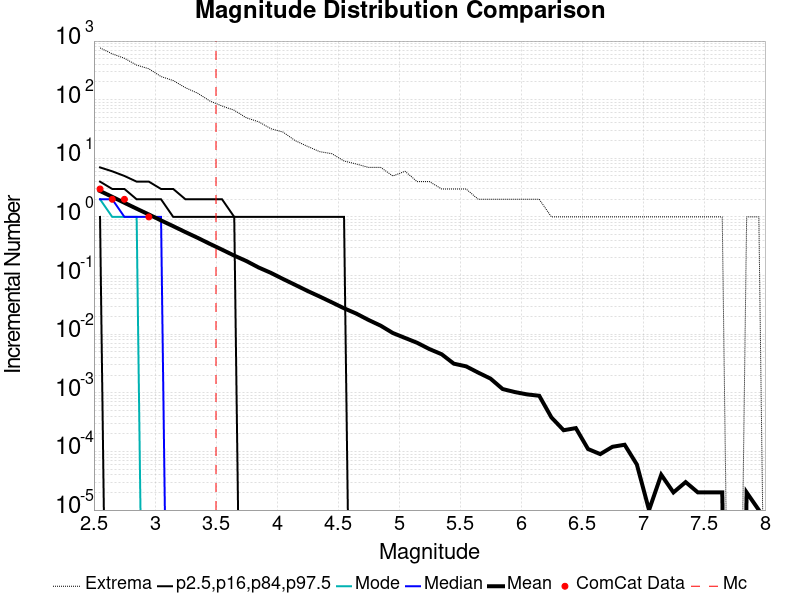 Magnitude Distribution Comparison
10^3
10^2
10^1
10^0
10^-1
10^-2
10^-3
10^-4
10^-5
Incremental Number
2.5 3 3.5 4 4.5 5 5.5 6 6.5 7 7.5 8
Magnitude
Extrema p2.5,p16,p84,p97.5 Mode Median Mean ComCat Data Mc